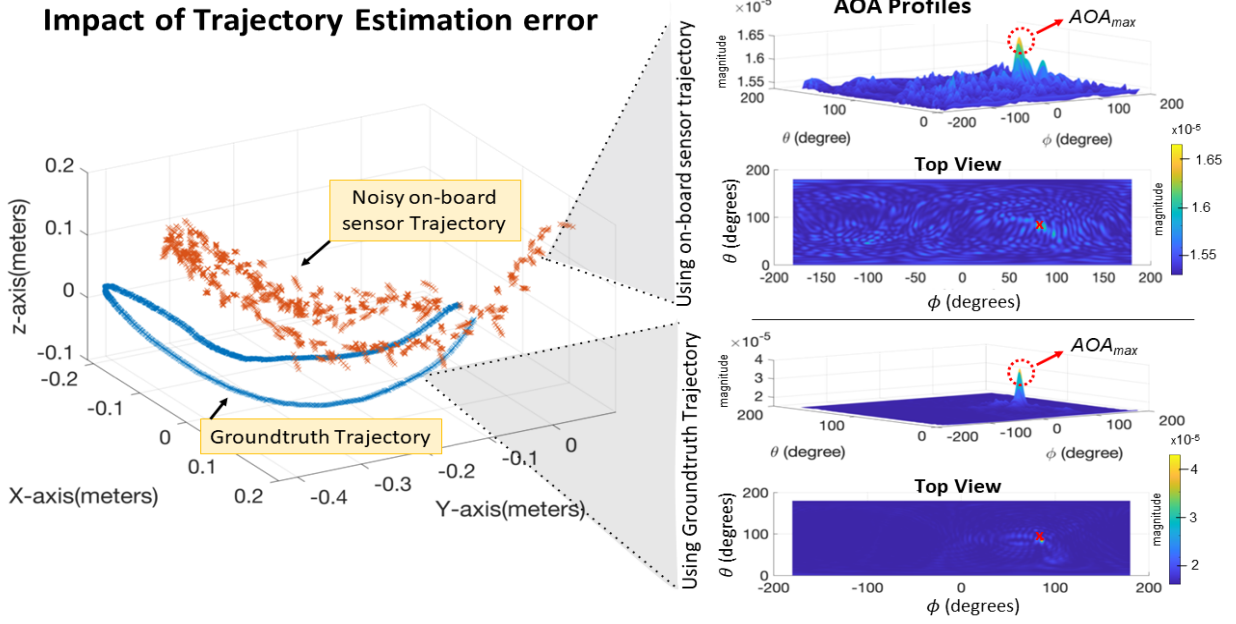 Impact of Trajectory Estimation error
0.2
0.1
0
-0.1
z-axis(meters)
-0.2
-0.1
0
0.1
0.2
X-axis(meters)
-0.4
-0.3
-0.2
-0.1
0
Y-axis(meters)
Noisy on-board
sensor Trajectory
Groundtruth Trajectory
Using on-board sensor trajectory
AOA Profiles
×10⁻⁵
AOAmax
magnitude
1.65
1.6
1.55
200
100
0
θ (degree)
-200
-100
0
100
200
ϕ (degree)
Top View
200
100
0
θ (degrees)
x
-200
-150
-100
-50
0
50
100
150
200
ϕ (degrees)
x10⁻⁵
magnitude
1.65
1.6
1.55
Using Groundtruth Trajectory
×10⁻⁵
AOAmax
magnitude
4
3
2
200
100
0
θ (degree)
-200
-100
0
100
200
ϕ (degree)
Top View
200
100
0
θ (degrees)
x
-200
-100
0
100
200
ϕ (degrees)
x10⁻⁵
magnitude
4
3
2